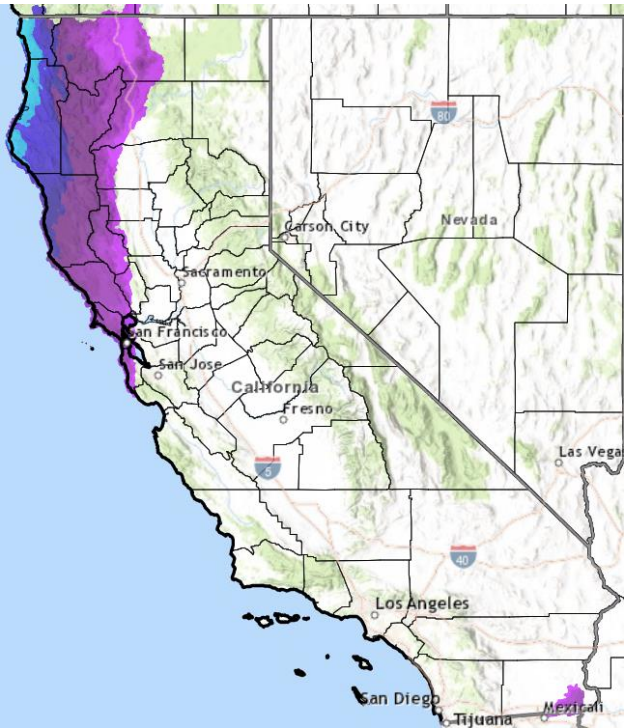 80
Carson City
Nevada
Sacramento
San Francisco
San Jose
California
Fresno
Las Vegas
5
40
Los Angeles
San Diego
Mexicali
Tijuana